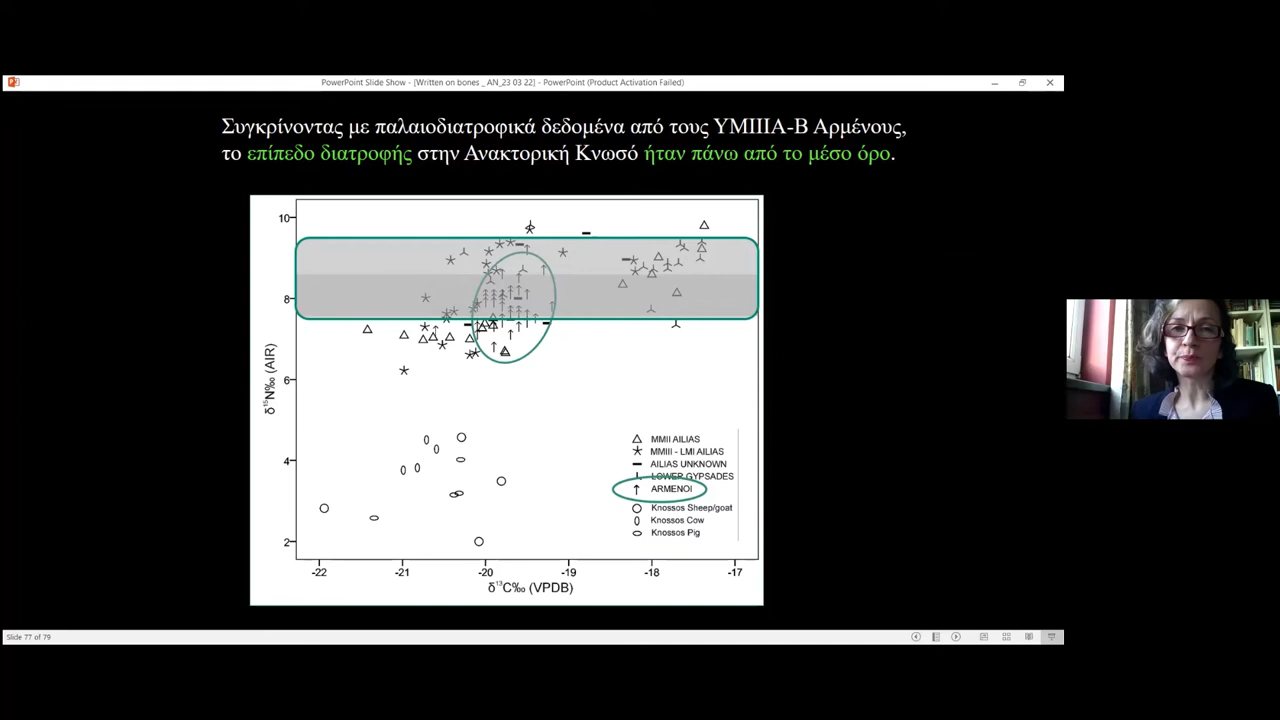 PowerPoint Slide Show - [Written on bones _ AN_23 03 22] - PowerPoint (Product Activation Failed)
Συγκρίνοντας με παλαιοδιατροφικά δεδομένα από τους ΥΜΙΙΙΑ-Β Αρμένους,
το επίπεδο διατροφής στην Ανακτορική Κνωσό ήταν πάνω από το μέσο όρο.
10
8
6
4
2
δ15N‰ (AIR)
MMII AILIAS
MMIII - LMI AILIAS
AILIAS UNKNOWN
LOWER GYPSADES
ARMENOI
Knossos Sheep/goat
Knossos Cow
Knossos Pig
-22 -21 -20 -19 -18 -17
δ13C‰ (VPDB)
Slide 77 of 79